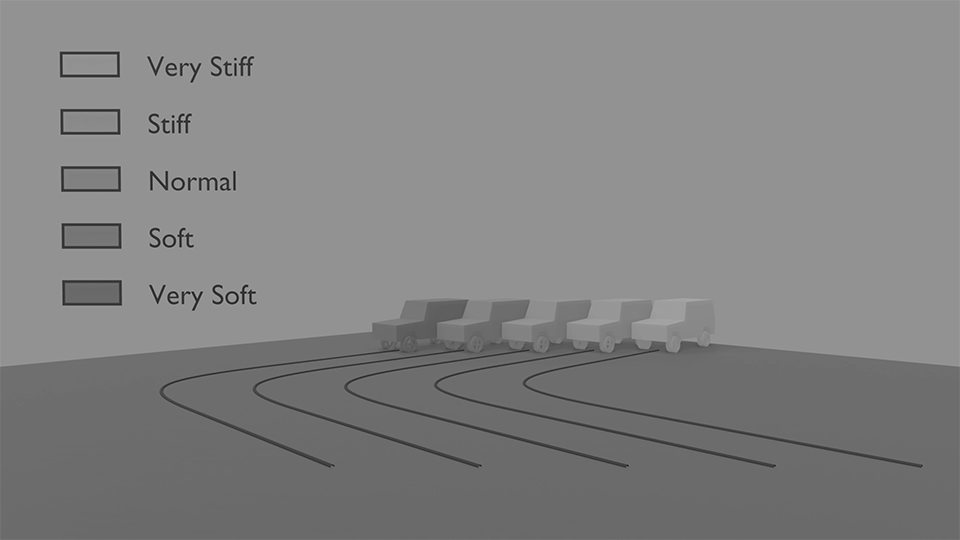 Very Stiff
Stiff
Normal
Soft
Very Soft